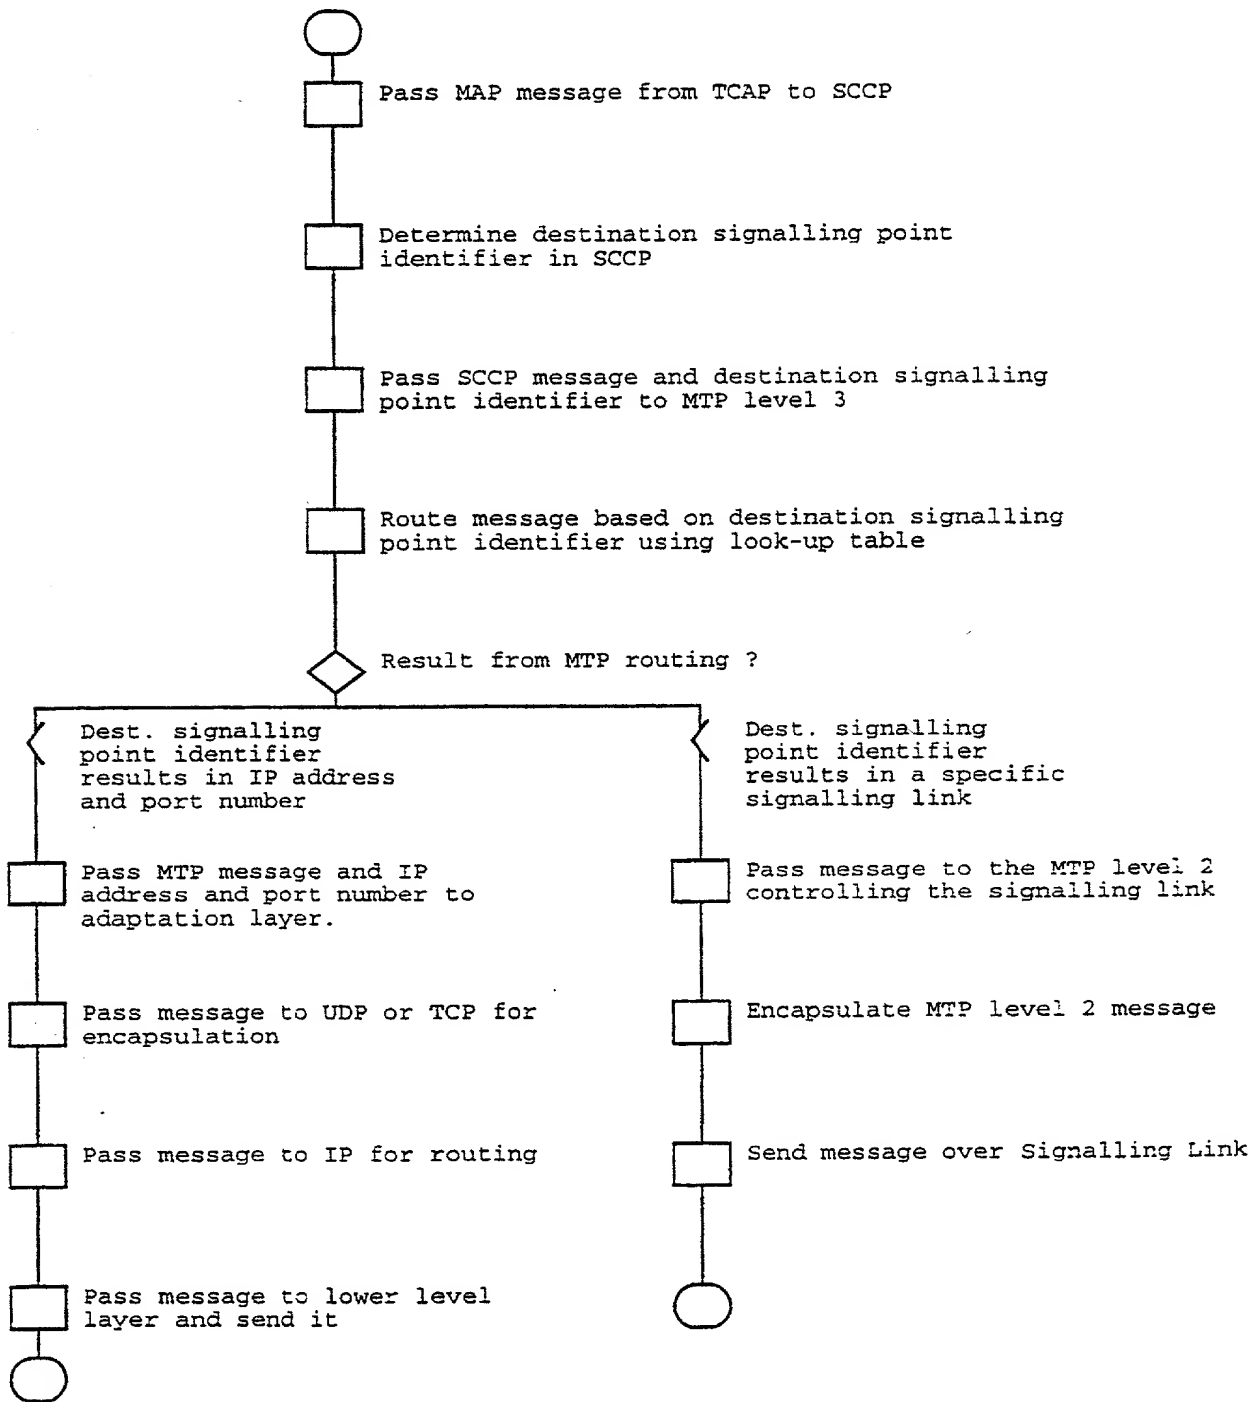 Pass MAP message from TCAP to SCCP
Determine destination signalling point
identifier in SCCP
Pass SCCP message and destination signalling
point identifier to MTP level 3
Route message based on destination signalling
point identifier using look-up table
Result from MTP routing ?
Dest. signalling
point identifier
results in IP address
and port number
Dest. signalling
point identifier
results in a specific
signalling link
Pass MTP message and IP
address and port number to
adaptation layer.
Pass message to the MTP level 2
controlling the signalling link
Pass message to UDP or TCP for
encapsulation
Encapsulate MTP level 2 message
Pass message to IP for routing
Send message over Signalling Link
Pass message to lower level
layer and send it